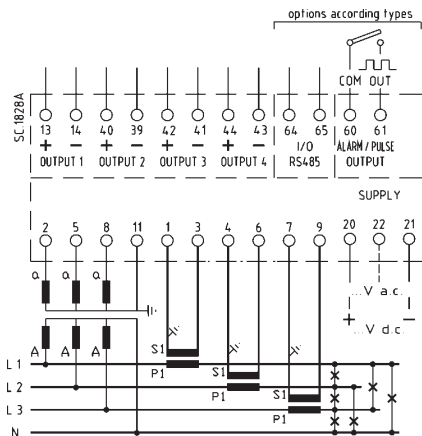 options according types
COM OUT
SC.1828A
13 14 40 39 42 41 44 43 64 65 60 61
+ − + − + − + − I/O ALARM / PULSE
OUTPUT 1 OUTPUT 2 OUTPUT 3 OUTPUT 4 RS485 OUTPUT
SUPPLY
2 5 8 11 1 3 4 6 7 9 20 22 21
a a a
...V a.c.
+ −
...V d.c.
A A A
S1
L 1
P1 S1
L 2
P1 S1
L 3
P1
N